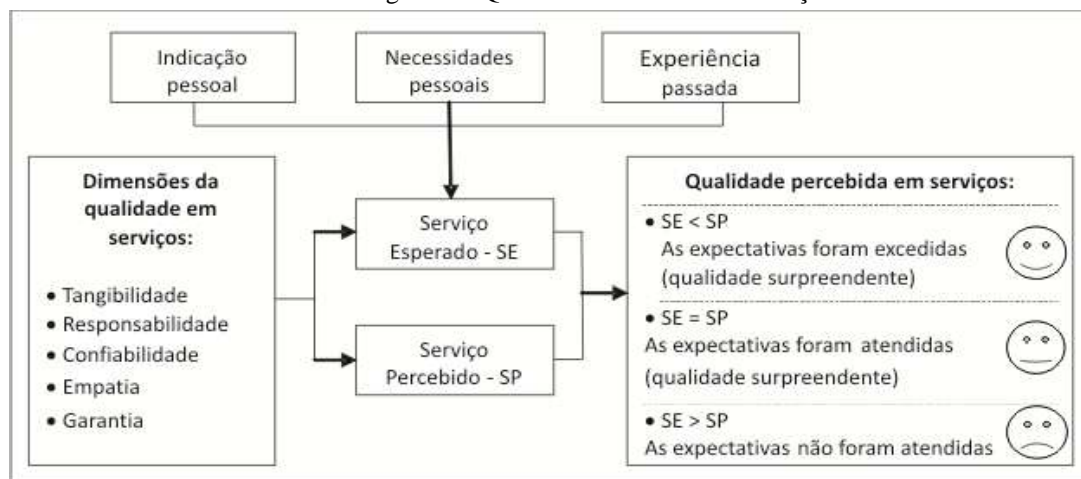 Indicação
pessoal
Necessidades
pessoais
Experiência
passada
Dimensões da
qualidade em
serviços:
• Tangibilidade
• Responsabilidade
• Confiabilidade
• Empatia
• Garantia
Serviço
Esperado - SE
Serviço
Percebido - SP
Qualidade percebida em serviços:
• SE < SP
As expectativas foram excedidas
(qualidade surpreendente)
• SE = SP
As expectativas foram atendidas
(qualidade surpreendente)
• SE > SP
As expectativas não foram atendidas